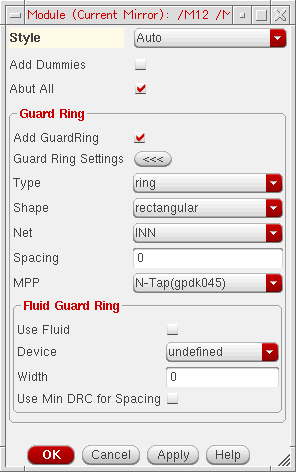 Module (Current Mirror): /M12 /M
Style Auto
Add Dummies
Abut All
Guard Ring
Add GuardRing
Guard Ring Settings <<<
Type ring
Shape rectangular
Net INN
Spacing 0
MPP N-Tap(gpdk045)
Fluid Guard Ring
Use Fluid
Device undefined
Width 0
Use Min DRC for Spacing
OK Cancel Apply Help